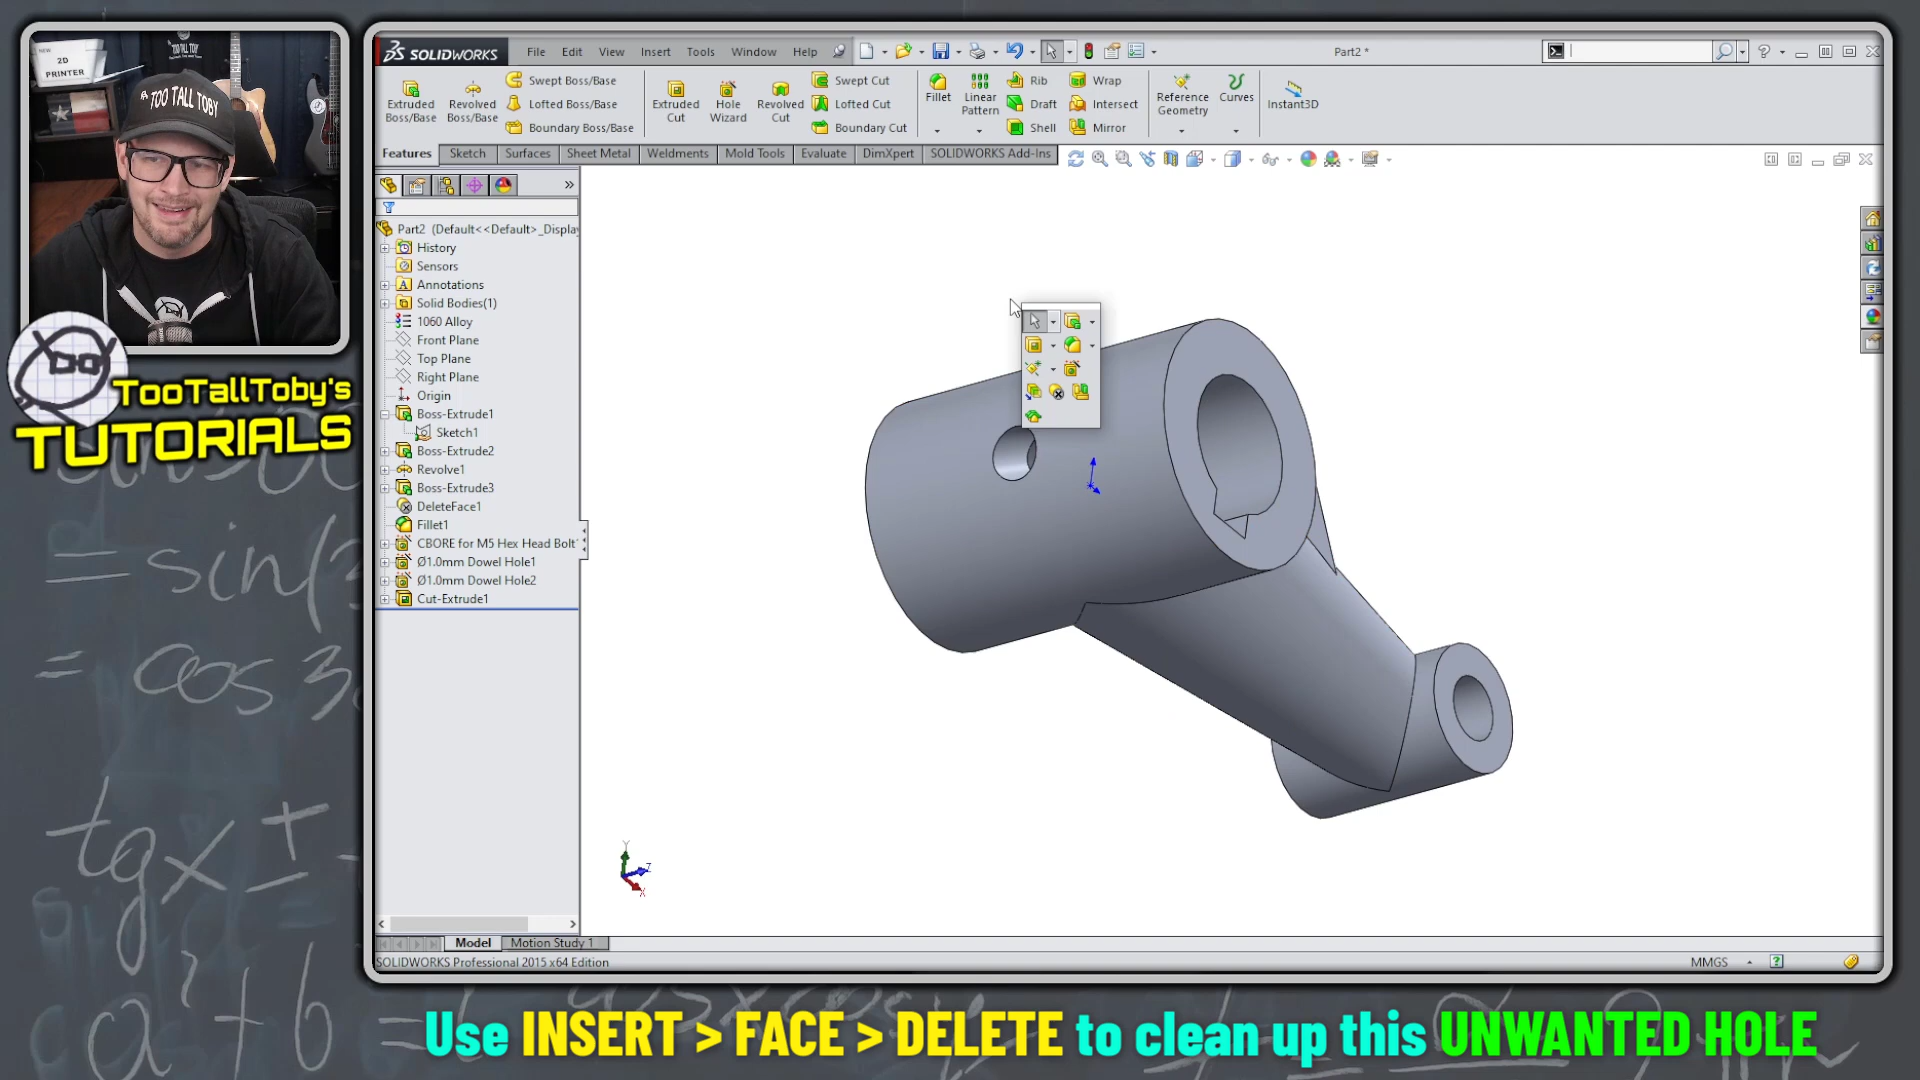 NEW
2D
PRINTER
TOO TALL TOBY
TooTallToby's
TUTORIALS
SOLIDWORKS
File Edit View Insert Tools Window Help
Part2 *
Extruded Boss/Base
Revolved Boss/Base
Swept Boss/Base
Lofted Boss/Base
Boundary Boss/Base
Extruded Cut
Hole Wizard
Revolved Cut
Swept Cut
Lofted Cut
Boundary Cut
Fillet
Linear Pattern
Rib
Draft
Shell
Wrap
Intersect
Mirror
Reference Geometry
Curves
Instant3D
Features Sketch Surfaces Sheet Metal Weldments Mold Tools Evaluate DimXpert SOLIDWORKS Add-Ins
Part2 (Default<<Default>_Display
History
Sensors
Annotations
Solid Bodies(1)
1060 Alloy
Front Plane
Top Plane
Right Plane
Origin
Boss-Extrude1
Sketch1
Boss-Extrude2
Revolve1
Boss-Extrude3
DeleteFace1
Fillet1
CBORE for M5 Hex Head Bolt
Ø1.0mm Dowel Hole1
Ø1.0mm Dowel Hole2
Cut-Extrude1
Y
Z
X
Model Motion Study 1
SOLIDWORKS Professional 2015 x64 Edition
MMGS
Use INSERT > FACE > DELETE to clean up this UNWANTED HOLE